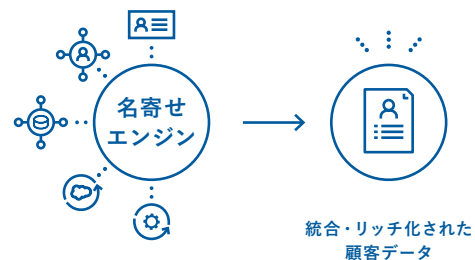 名寄せ
エンジン
統合・リッチ化された
顧客データ